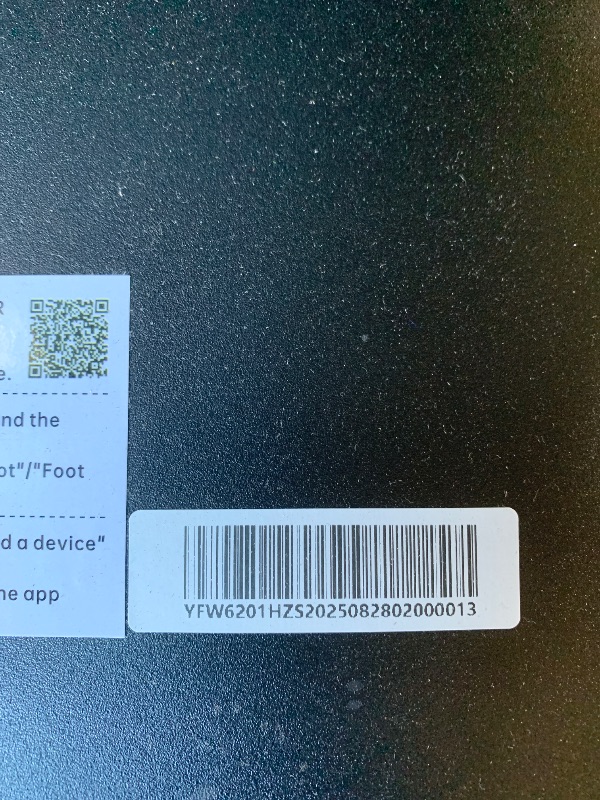 R
e.
nd the
ot"/"Foot
d a device"
he app
YFW6201HZS2025082802000013